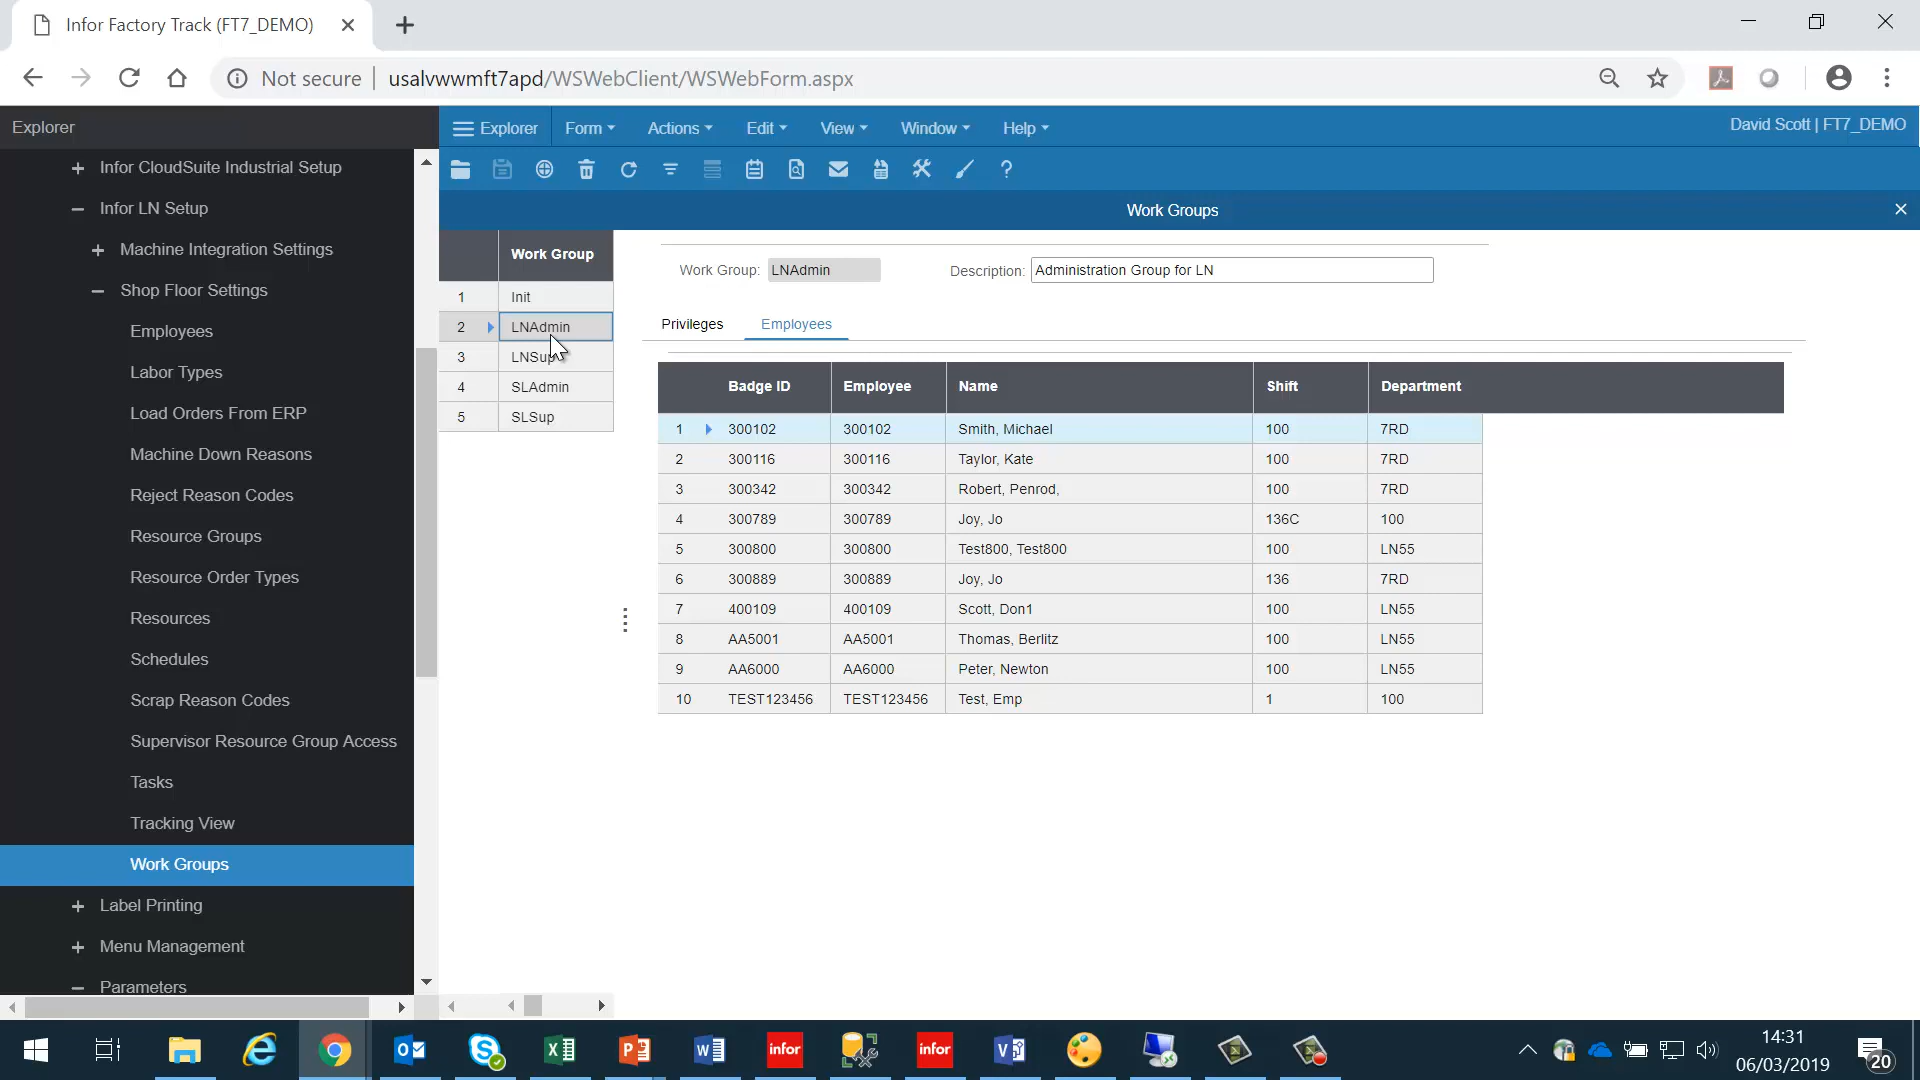 Infor Factory Track (FT7_DEMO)
Not secure
usalvwwmft7apd/WSWebClient/WSWebForm.aspx
Explorer
Infor CloudSuite Industrial Setup
Infor LN Setup
Machine Integration Settings
Shop Floor Settings
Employees
Labor Types
Load Orders From ERP
Machine Down Reasons
Reject Reason Codes
Resource Groups
Resource Order Types
Resources
Schedules
Scrap Reason Codes
Supervisor Resource Group Access
Tasks
Tracking View
Work Groups
Label Printing
Menu Management
Parameters
Explorer Form Actions Edit View Window Help
David Scott | FT7_DEMO
Work Groups
Work Group
1 Init
2 LNAdmin
3 LNSup
4 SLAdmin
5 SLSup
Work Group: LNAdmin Description: Administration Group for LN
Privileges Employees
Badge ID Employee Name Shift Department
1 300102 300102 Smith, Michael 100 7RD
2 300116 300116 Taylor, Kate 100 7RD
3 300342 300342 Robert, Penrod, 100 7RD
4 300789 300789 Joy, Jo 136C 100
5 300800 300800 Test800, Test800 100 LN55
6 300889 300889 Joy, Jo 136 7RD
7 400109 400109 Scott, Don1 100 LN55
8 AA5001 AA5001 Thomas, Berlitz 100 LN55
9 AA6000 AA6000 Peter, Newton 100 LN55
10 TEST123456 TEST123456 Test, Emp 1 100
infor
infor
14:31
06/03/2019
20